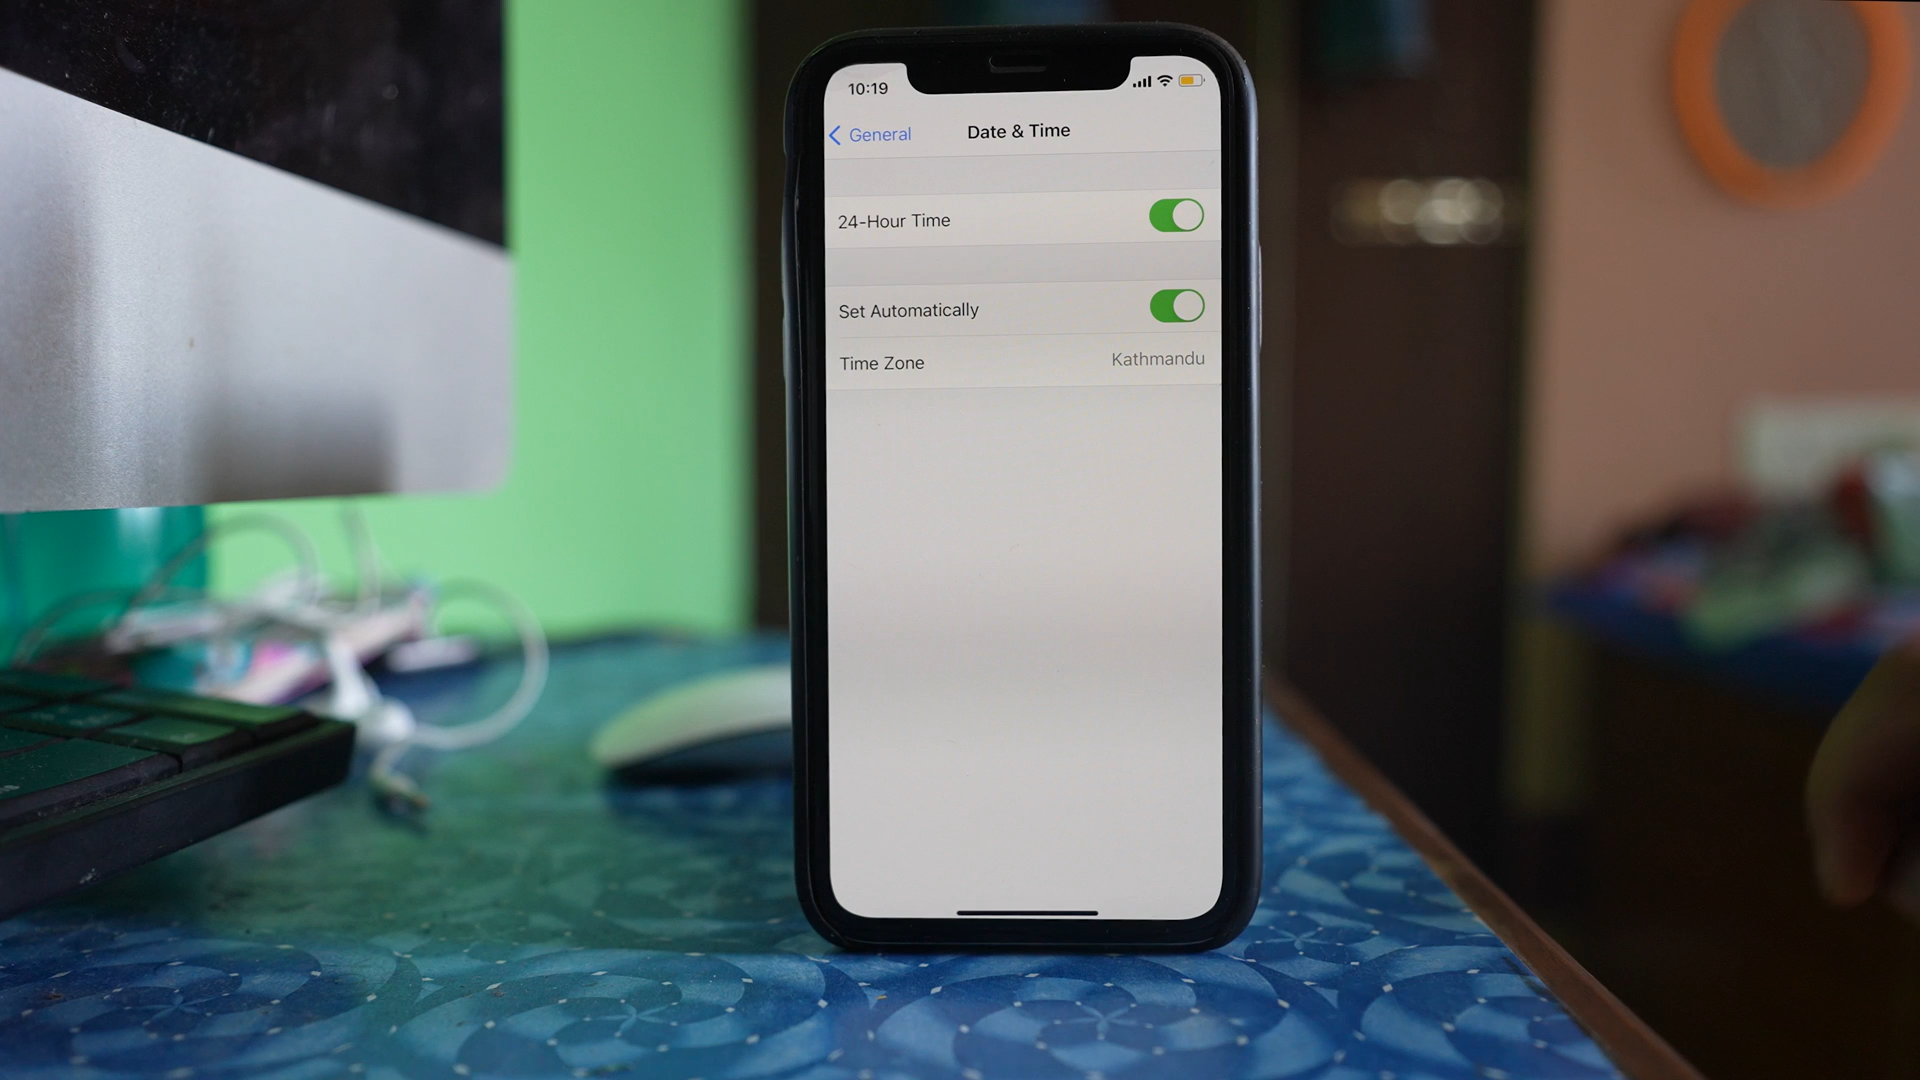 10:19
General
Date & Time
24-Hour Time
Set Automatically
Time Zone
Kathmandu